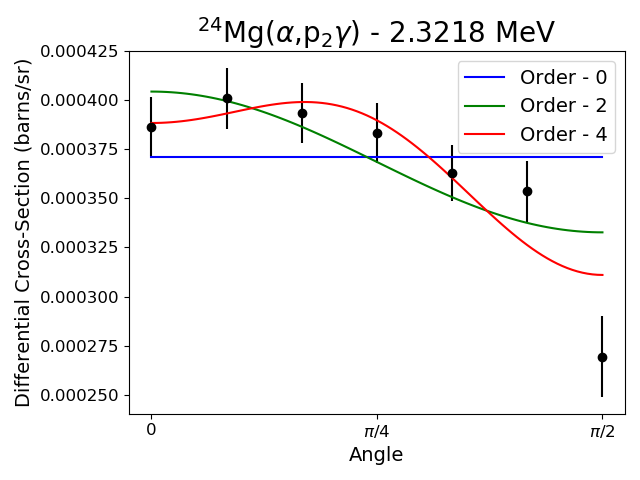 ²⁴Mg(α,p₂γ) - 2.3218 MeV
Differential Cross-Section (barns/sr)
0.000425
0.000400
0.000375
0.000350
0.000325
0.000300
0.000275
0.000250
Order - 0
Order - 2
Order - 4
0
π/4
π/2
Angle